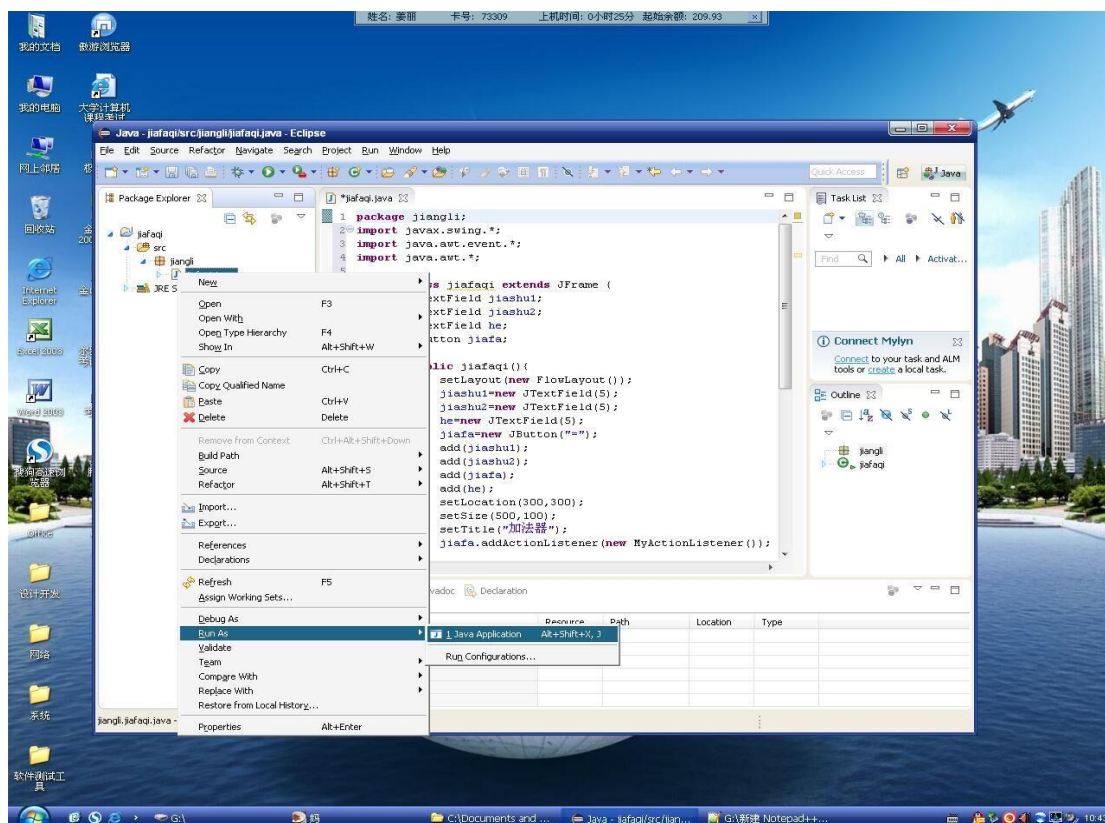 姓名: 姜丽 卡号: 73309 上机时间: 0小时25分 起始余额: 209.93
我的文档
傲游浏览器
我的电脑
大学计算机
课程考试
网上邻居
回收站
Internet
Explorer
Excel 2003
Word 2003
搜狗高速浏
览器
Office
设计开发
网络
系统
软件测试工
具
Java - jiafaqi/src/jiangli/jiafaqi.java - Eclipse
File Edit Source Refactor Navigate Search Project Run Window Help
Quick Access
Java
Package Explorer
jiafaqi
src
jiangli
JRE S
*jiafaqi.java
1 package jiangli;
2 import javax.swing.*;
3 import java.awt.event.*;
4 import java.awt.*;
5
ss jiafaqi extends JFrame {
extField jiashu1;
extField jiashu2;
extField he;
utton jiafa;
lic jiafaqi(){
setLayout(new FlowLayout());
jiashu1=new JTextField(5);
jiashu2=new JTextField(5);
he=new JTextField(5);
jiafa=new JButton("=");
add(jiashu1);
add(jiashu2);
add(jiafa);
add(he);
setLocation(300,300);
setSize(500,100);
setTitle("加法器");
jiafa.addActionListener(new MyActionListener());
New
Open F3
Open With
Open Type Hierarchy F4
Show In Alt+Shift+W
Copy Ctrl+C
Copy Qualified Name
Paste Ctrl+V
Delete Delete
Remove from Context Ctrl+Alt+Shift+Down
Build Path
Source Alt+Shift+S
Refactor Alt+Shift+T
Import...
Export...
References
Declarations
Refresh F5
Assign Working Sets...
Debug As
Run As
Validate
Team
Compare With
Replace With
Restore from Local History...
Properties Alt+Enter
1 Java Application Alt+Shift+X, J
Run Configurations...
Task List
Find All Activat...
Connect Mylyn
Connect to your task and ALM
tools or create a local task.
Outline
jiangli
jiafaqi
vadoc Declaration
Resource Path Location Type
jiangli.jiafaqi.java -
G:\
妈
C:\Documents and ...
Java - jiafaqi/src/jian...
G:\新建 Notepad++...
10:43